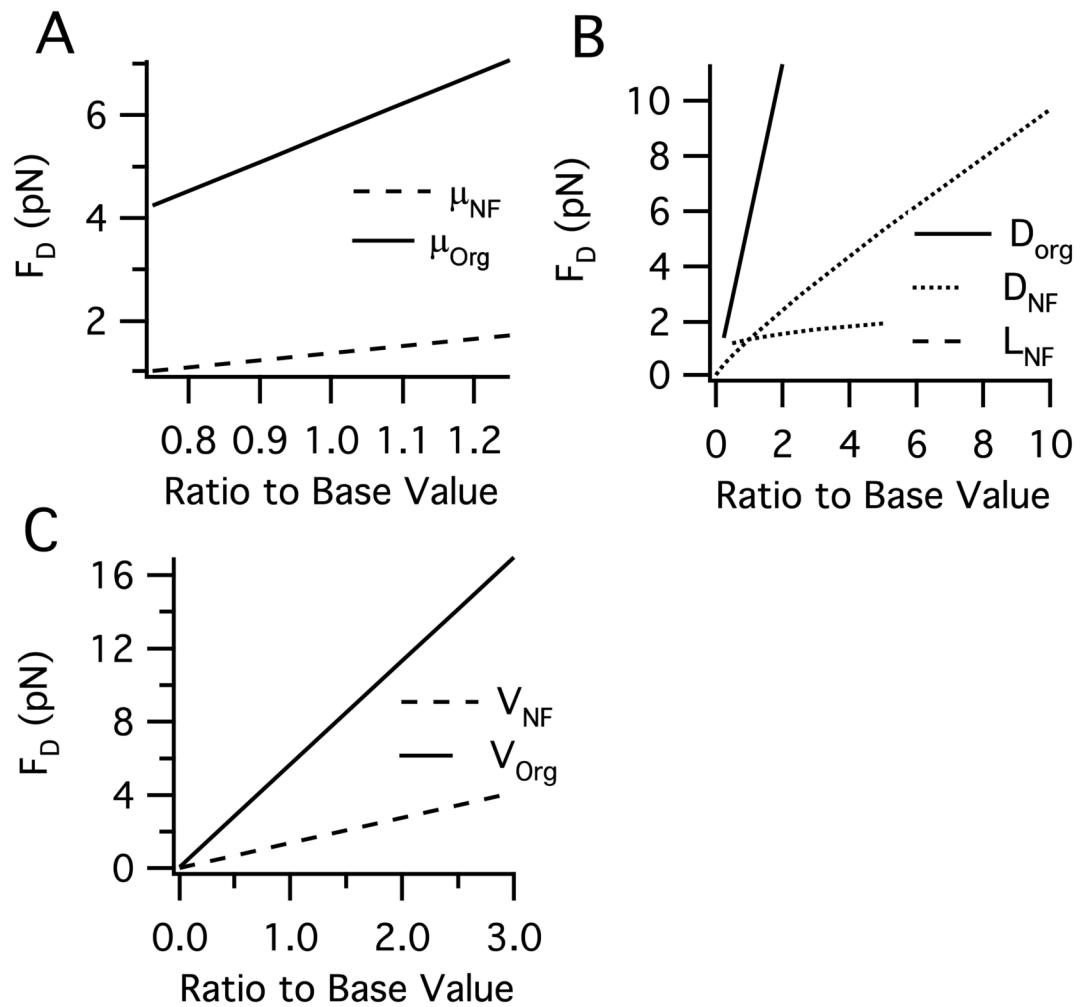 A
F_D (pN)
6
4
2
μ_NF
μ_Org
0.8 0.9 1.0 1.1 1.2
Ratio to Base Value
B
F_D (pN)
10
8
6
4
2
0
D_org
D_NF
L_NF
0 2 4 6 8 10
Ratio to Base Value
C
F_D (pN)
16
12
8
4
0
V_NF
V_Org
0.0 1.0 2.0 3.0
Ratio to Base Value